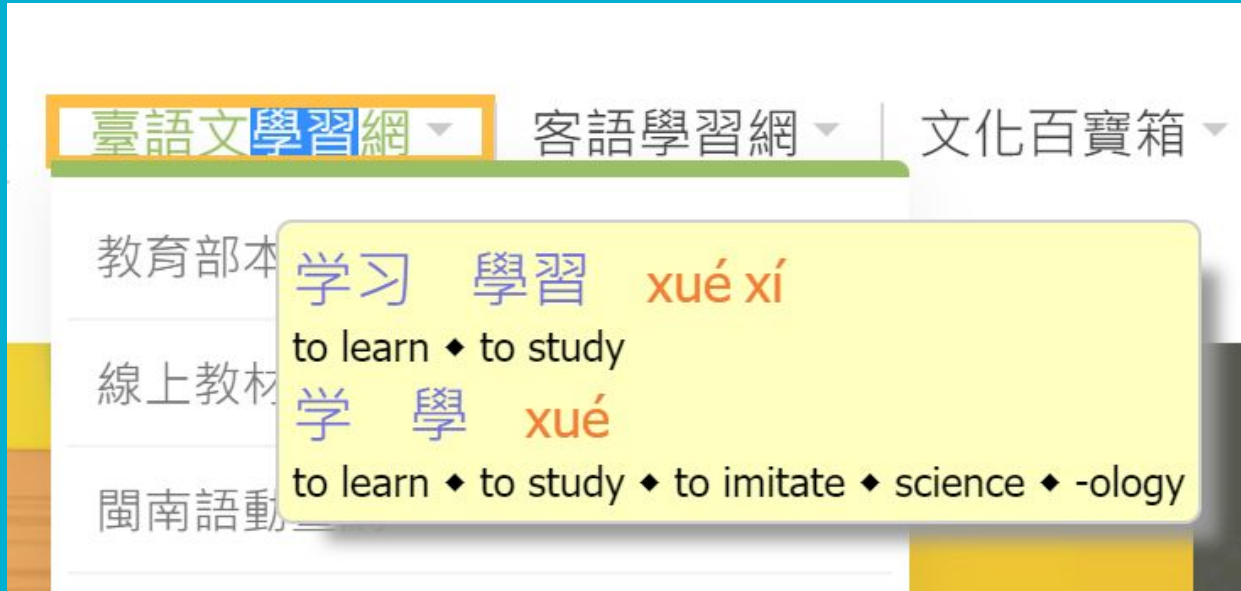 臺語文學習網
客語學習網
文化百寶箱
教育部本
学习 學習 xué xí
to learn ◆ to study
線上教材
学 學 xué
to learn ◆ to study ◆ to imitate ◆ science ◆ -ology
閩南語動